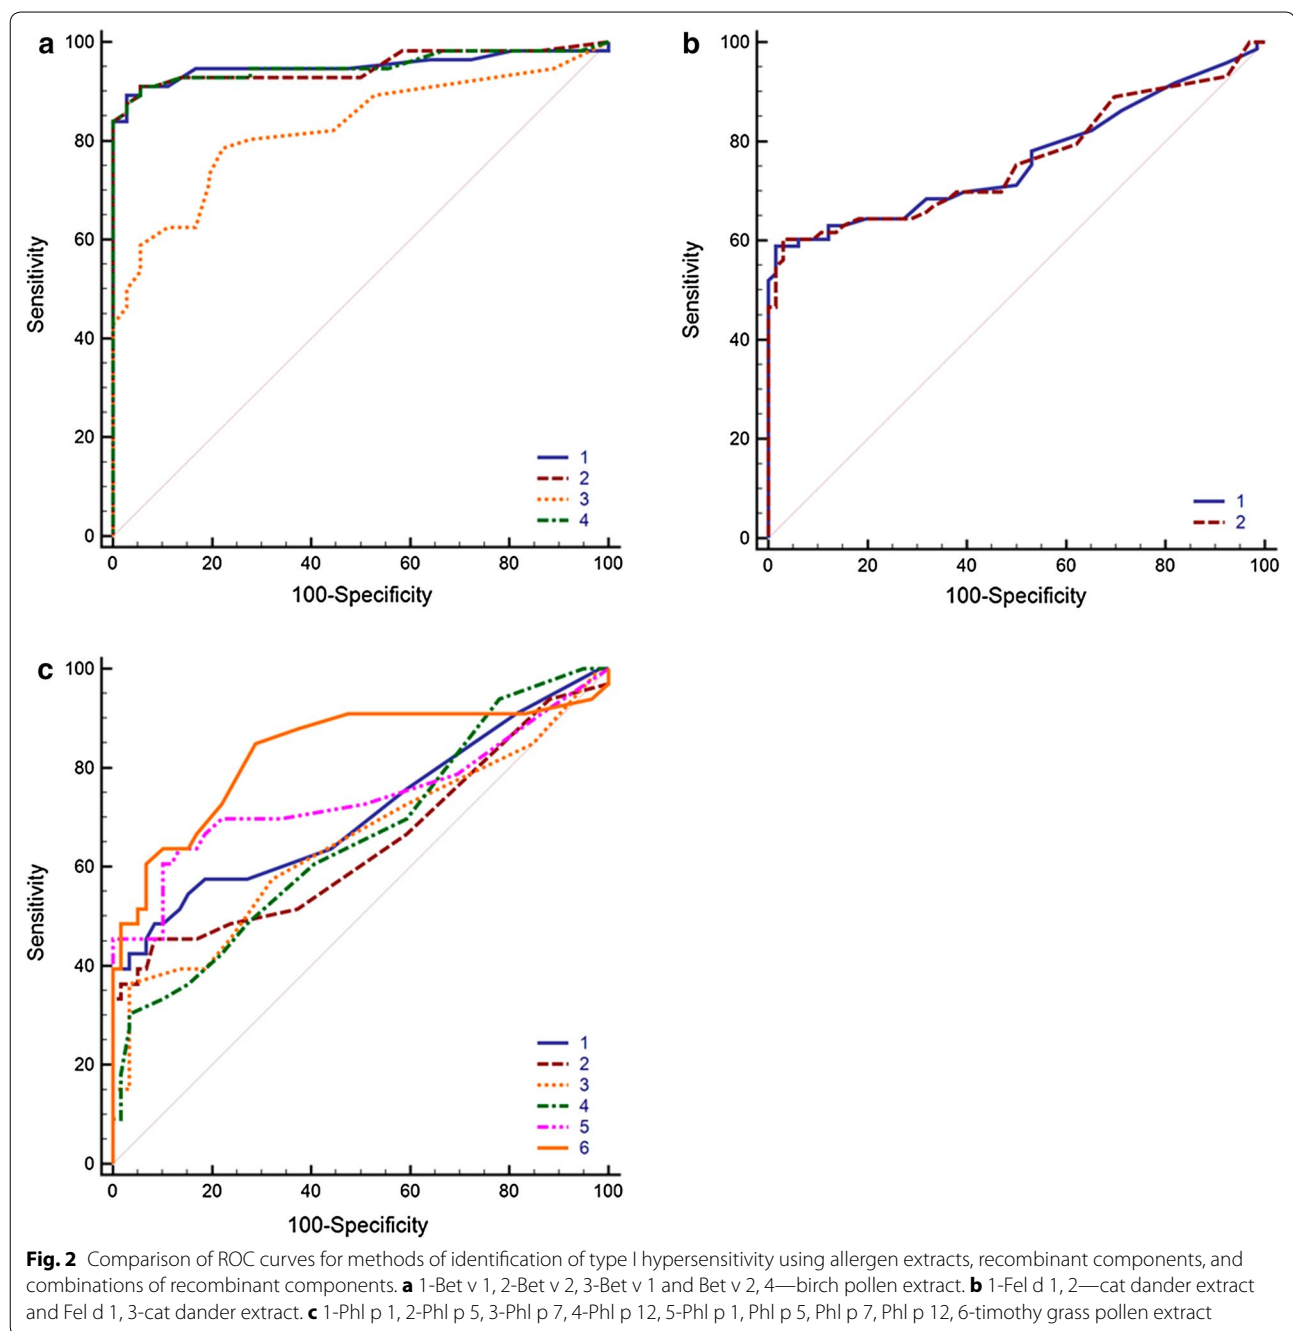 a
100
80
60
40
20
0
Sensitivity
0 20 40 60 80 100
100-Specificity
1
2
3
4
b
100
80
60
40
20
0
Sensitivity
0 20 40 60 80 100
100-Specificity
1
2
c
100
80
60
40
20
0
Sensitivity
0 20 40 60 80 100
100-Specificity
1
2
3
4
5
6
Fig. 2 Comparison of ROC curves for methods of identification of type I hypersensitivity using allergen extracts, recombinant components, and
combinations of recombinant components. a 1-Bet v 1, 2-Bet v 2, 3-Bet v 1 and Bet v 2, 4—birch pollen extract. b 1-Fel d 1, 2—cat dander extract
and Fel d 1, 3-cat dander extract. c 1-Phl p 1, 2-Phl p 5, 3-Phl p 7, 4-Phl p 12, 5-Phl p 1, Phl p 5, Phl p 7, Phl p 12, 6-timothy grass pollen extract